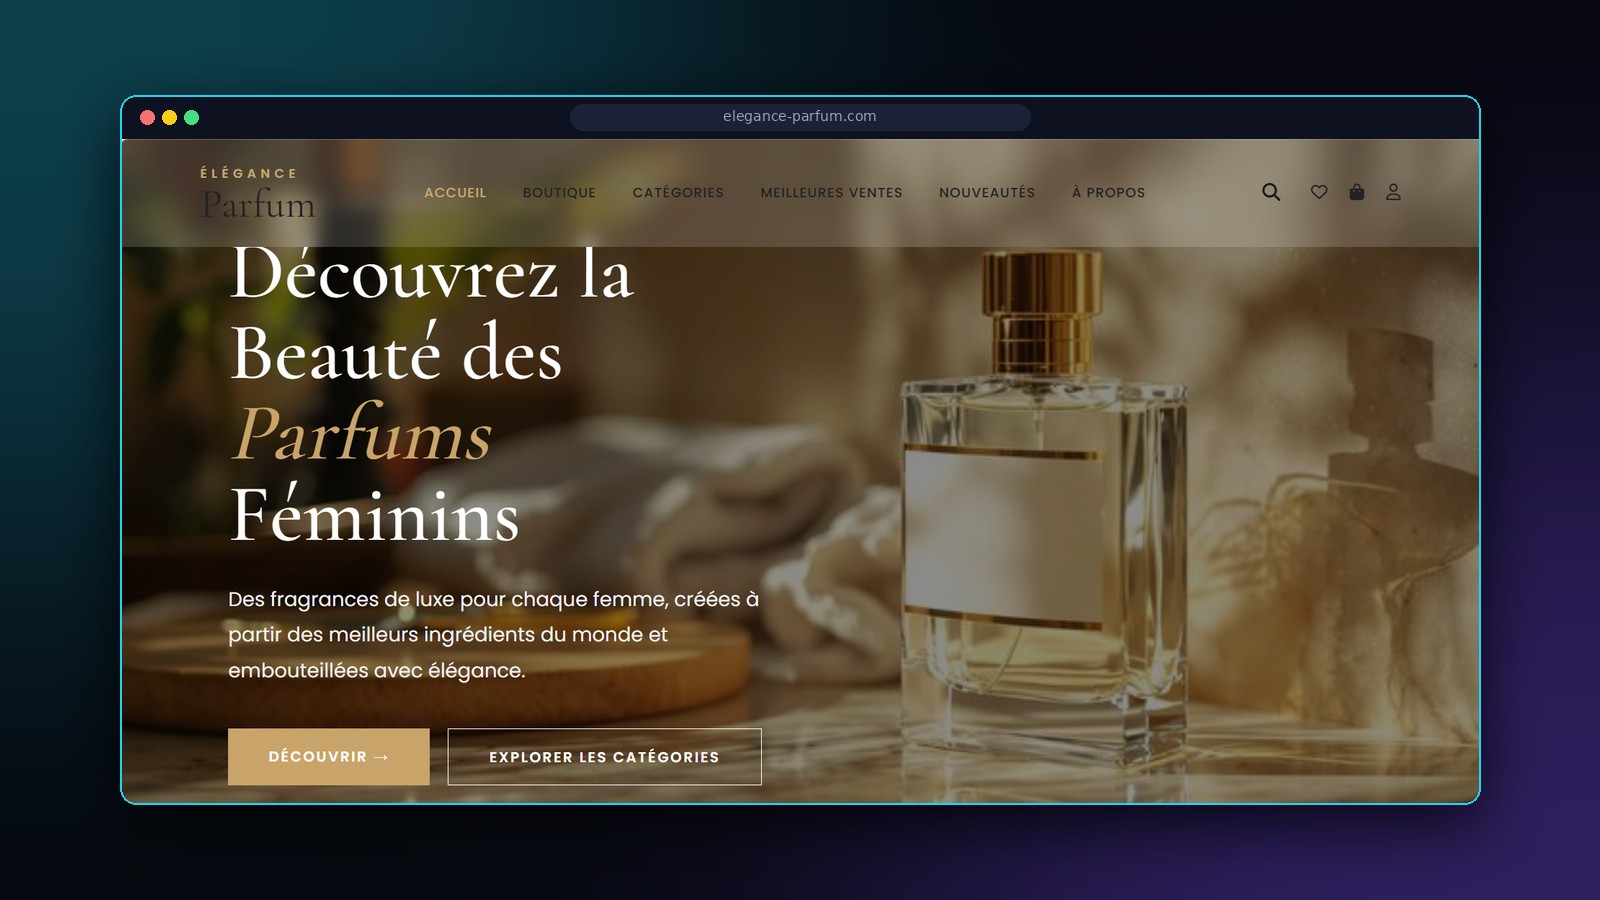 elegance-parfum.com
ÉLÉGANCE
Parfum
ACCUEIL BOUTIQUE CATÉGORIES MEILLEURES VENTES NOUVEAUTÉS À PROPOS
Découvrez la
Beauté des
Parfums
Féminins
Des fragrances de luxe pour chaque femme, créées à
partir des meilleurs ingrédients du monde et
embouteillées avec élégance.
DÉCOUVRIR →
EXPLORER LES CATÉGORIES